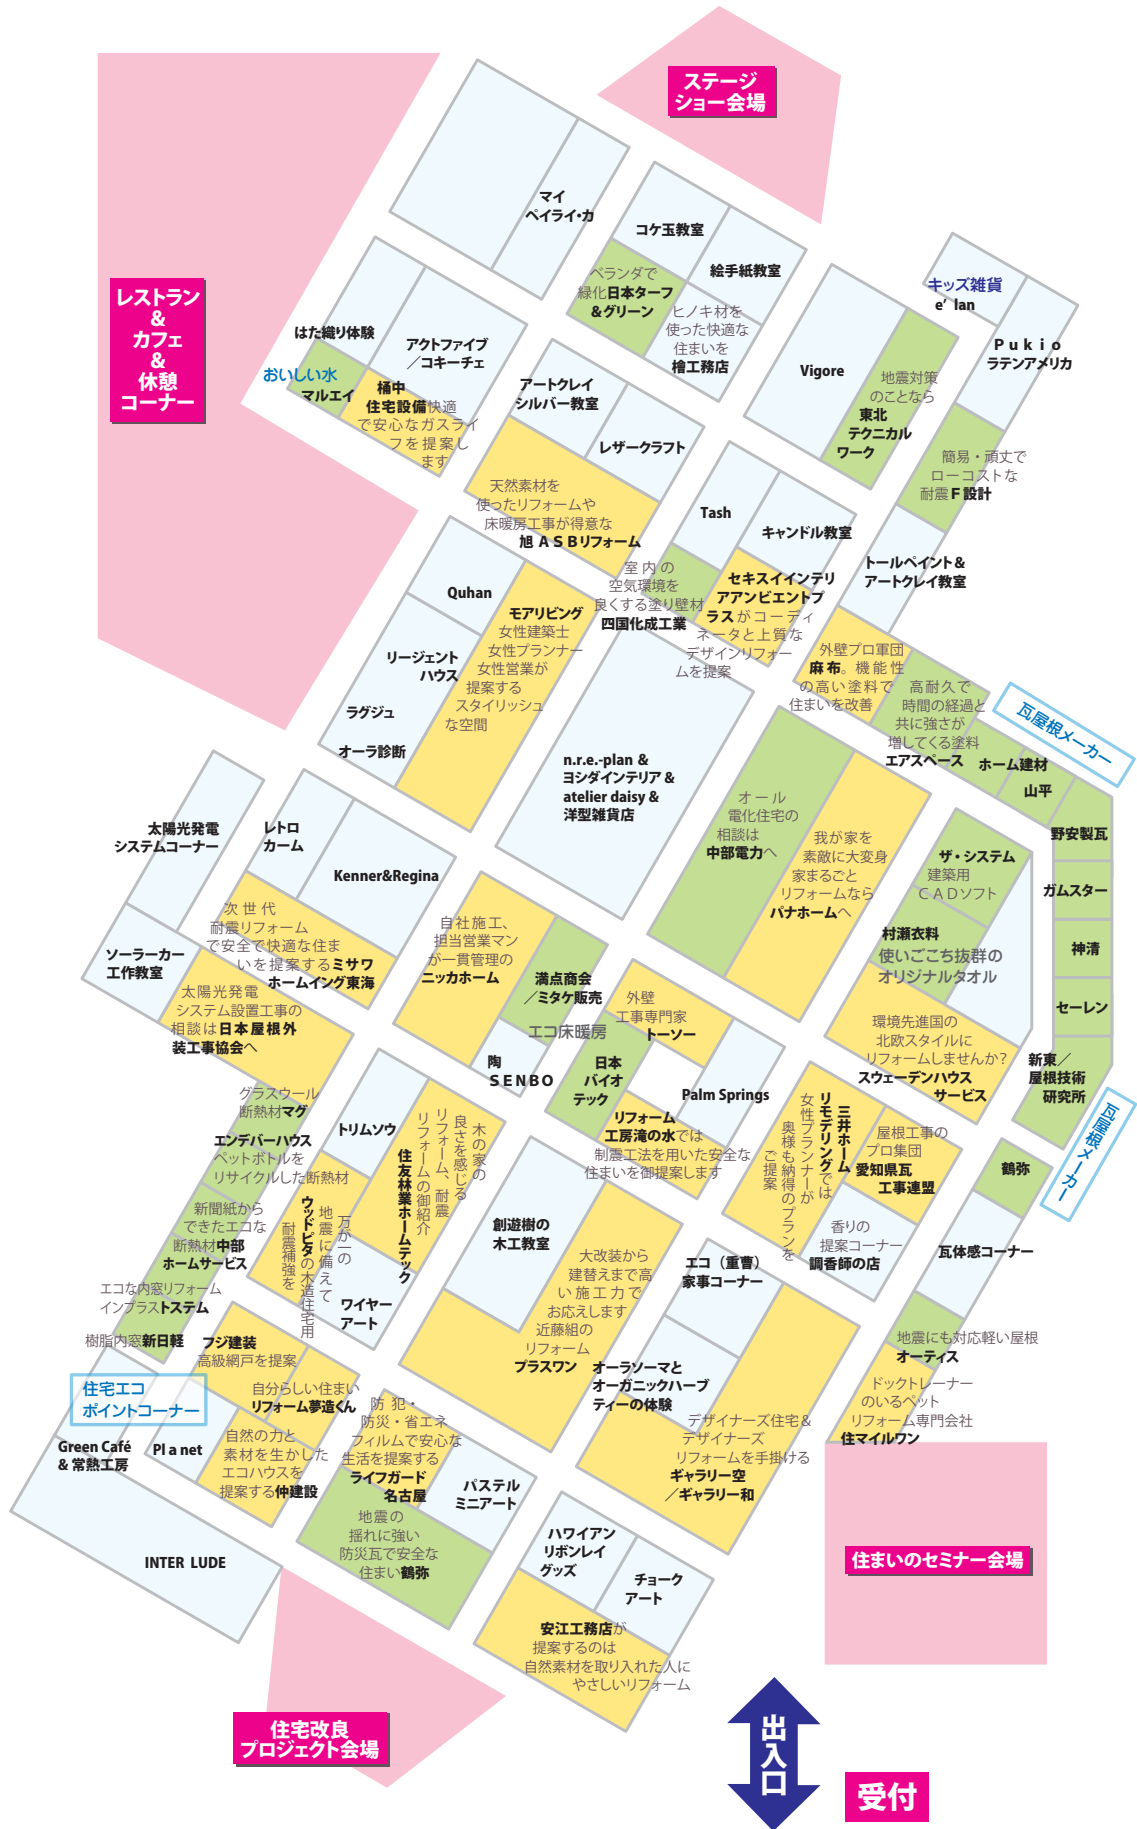 ステージ
ショー会場
マイ
ペイライ・カ
コケ玉教室
絵手紙教室
ベランダで
緑化日本ターフ
&グリーン
ヒノキ材を
使った快適な
住まいを
檜工務店
キッズ雑貨
e' lan
Pukio
ラテンアメリカ
レストラン
&
カフェ
&
休憩
コーナー
はた織り体験
アクトファイブ
／コキーチェ
おいしい水
マルエイ
桶中
住宅設備快適
で安心なガスライ
フを提案し
ます
アートクレイ
シルバー教室
レザークラフト
Vigore
地震対策
のことなら
東北
テクニカル
ワーク
簡易・頑丈で
ローコストな
耐震F設計
天然素材を
使ったリフォームや
床暖房工事が得意な
旭 ASBリフォーム
Tash
キャンドル教室
トールペイント&
アートクレイ教室
室内の
空気環境を
良くする塗り壁材
四国化成工業
セキスイインテリ
アアンビエントプ
ラスがコーディ
ネータと上質な
デザインリフォー
ムを提案
Quhan
リージェント
ハウス
ラグジュ
オーラ診断
モアリビング
女性建築士
女性プランナー
女性営業が
提案する
スタイリッシュ
な空間
外壁プロ軍団
麻布。機能性
の高い塗料で
住まいを改善
高耐久で
時間の経過と
共に強さが
増してくる塗料
エアスペース
瓦屋根メーカー
ホーム建材
山平
野安製瓦
ガムスター
神清
セーレン
新東／
屋根技術
研究所
n.r.e.-plan &
ヨシダインテリア &
atelier daisy &
洋型雑貨店
オール
電化住宅の
相談は
中部電力へ
我が家を
素敵に大変身
家まるごと
リフォームなら
パナホームへ
ザ・システム
建築用
CADソフト
村瀬衣料
使いごこち抜群の
オリジナルタオル
太陽光発電
システムコーナー
レトロ
カーム
Kenner&Regina
次世代
耐震リフォーム
で安全で快適な住ま
いを提案するミサワ
ホームイング東海
ソーラーカー
工作教室
太陽光発電
システム設置工事の
相談は日本屋根外
装工事協会へ
自社施工、
担当営業マン
が一貫管理の
ニッカホーム
満点商会
／ミタケ販売
エコ床暖房
陶
SENBO
日本
バイオ
テック
外壁
工事専門家
トーソー
Palm Springs
リフォーム
工房滝の水では
制震工法を用いた安全な
住まいを御提案します
環境先進国の
北欧スタイルに
リフォームしませんか？
スウェーデンハウス
サービス
三井ホーム
リモデリングでは
女性プランナーが
奥様も納得のプランを
ご提案
屋根工事の
プロ集団
愛知県瓦
工事連盟
香りの
提案コーナー
調香師の店
鶴弥
瓦屋根メーカー
瓦体感コーナー
グラスウール
断熱材マグ
エンデバーハウス
ペットボトルを
リサイクルした断熱材
新聞紙から
できたエコな
断熱材中部
ホームサービス
エコな内窓リフォーム
インプラストステム
樹脂内窓新日軽
トリムソウ
木の家の
良さを感じる
リフォーム、耐震
リフォームの御紹介
住友林業ホームテック
万が一の
地震に備えて
ウッドピタの木造住宅用
耐震補強を
ワイヤー
アート
創遊樹の
木工教室
大改装から
建替えまで高
い施工力で
お応えします
近藤組の
リフォーム
プラスワン
エコ（重曹）
家事コーナー
オーラソーマと
オーガニックハーブ
ティーの体験
デザイナーズ住宅&
デザイナーズ
リフォームを手掛ける
ギャラリー空
／ギャラリー和
地震にも対応軽い屋根
オーティス
ドックトレーナー
のいるペット
リフォーム専門会社
住マイルワン
フジ建装
高級網戸を提案
自分らしい住まい
リフォーム夢造くん
住宅エコ
ポイントコーナー
Green Café
& 常熱工房
Planet
自然の力と
素材を生かした
エコハウスを
提案する仲建設
防犯・
防災・省エネ
フィルムで安心な
生活を提案する
ライフガード
名古屋
パステル
ミニアート
地震の
揺れに強い
防災瓦で安全な
住まい鶴弥
INTER LUDE
ハワイアン
リボンレイ
グッズ
チョーク
アート
安江工務店が
提案するのは
自然素材を取り入れた人に
やさしいリフォーム
住まいのセミナー会場
住宅改良
プロジェクト会場
出入口
受付